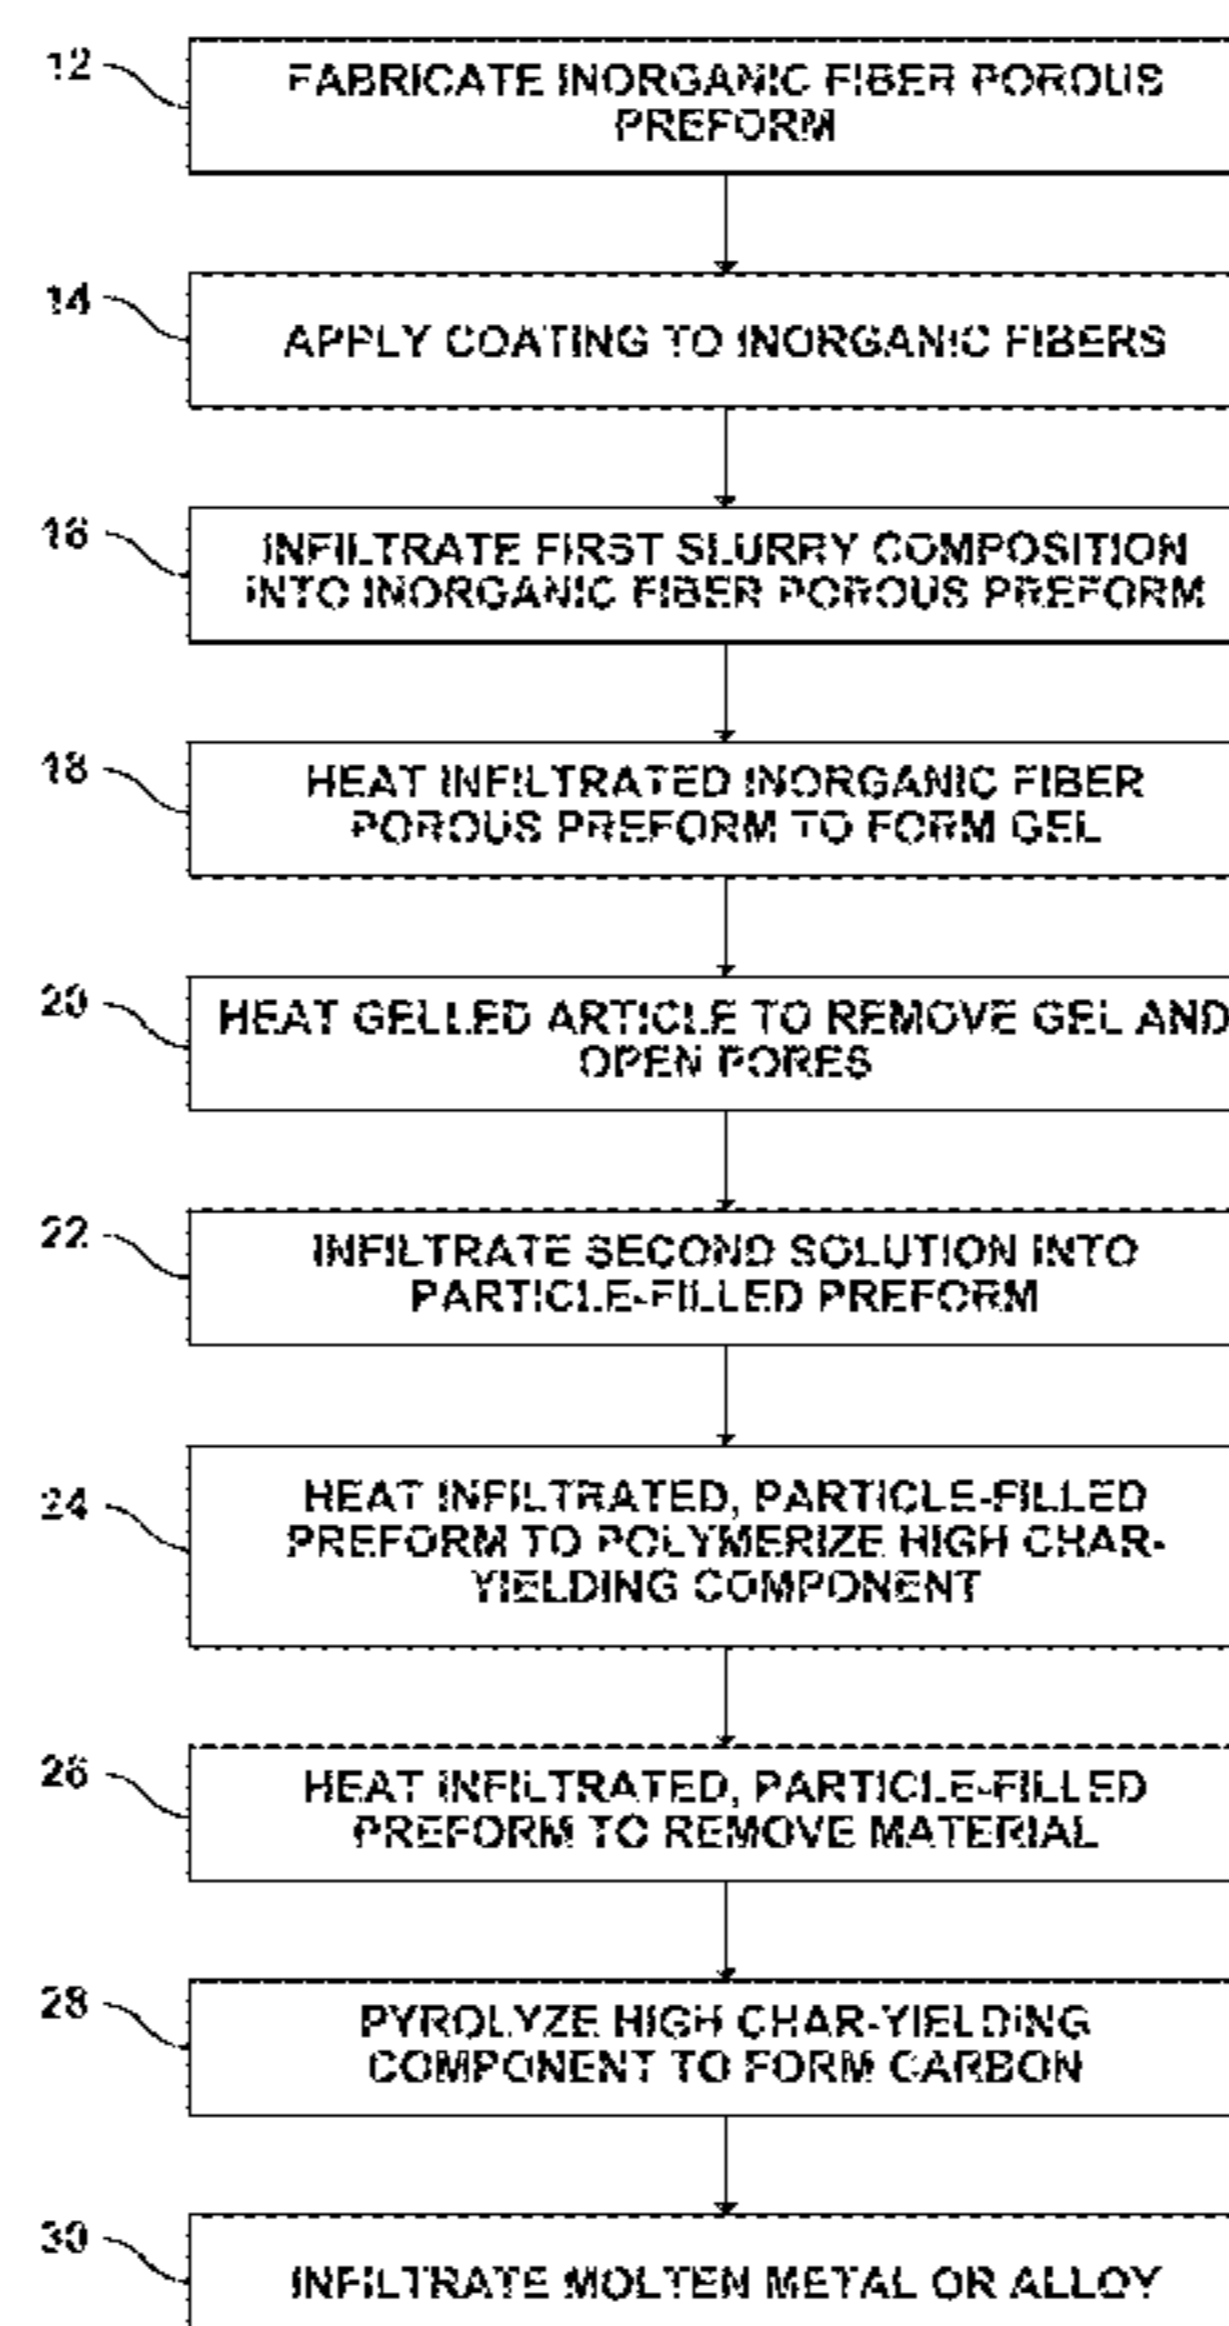 12
FABRICATE INORGANIC FIBER POROUS
PREFORM
14
APPLY COATING TO INORGANIC FIBERS
16
INFILTRATE FIRST SLURRY COMPOSITION
INTO INORGANIC FIBER POROUS PREFORM
18
HEAT INFILTRATED INORGANIC FIBER
POROUS PREFORM TO FORM GEL
20
HEAT GELLED ARTICLE TO REMOVE GEL AND
OPEN PORES
22
INFILTRATE SECOND SOLUTION INTO
PARTICLE-FILLED PREFORM
24
HEAT INFILTRATED, PARTICLE-FILLED
PREFORM TO POLYMERIZE HIGH CHAR-
YIELDING COMPONENT
26
HEAT INFILTRATED, PARTICLE-FILLED
PREFORM TO REMOVE MATERIAL
28
PYROLYZE HIGH CHAR-YIELDING
COMPONENT TO FORM CARBON
30
INFILTRATE MOLTEN METAL OR ALLOY